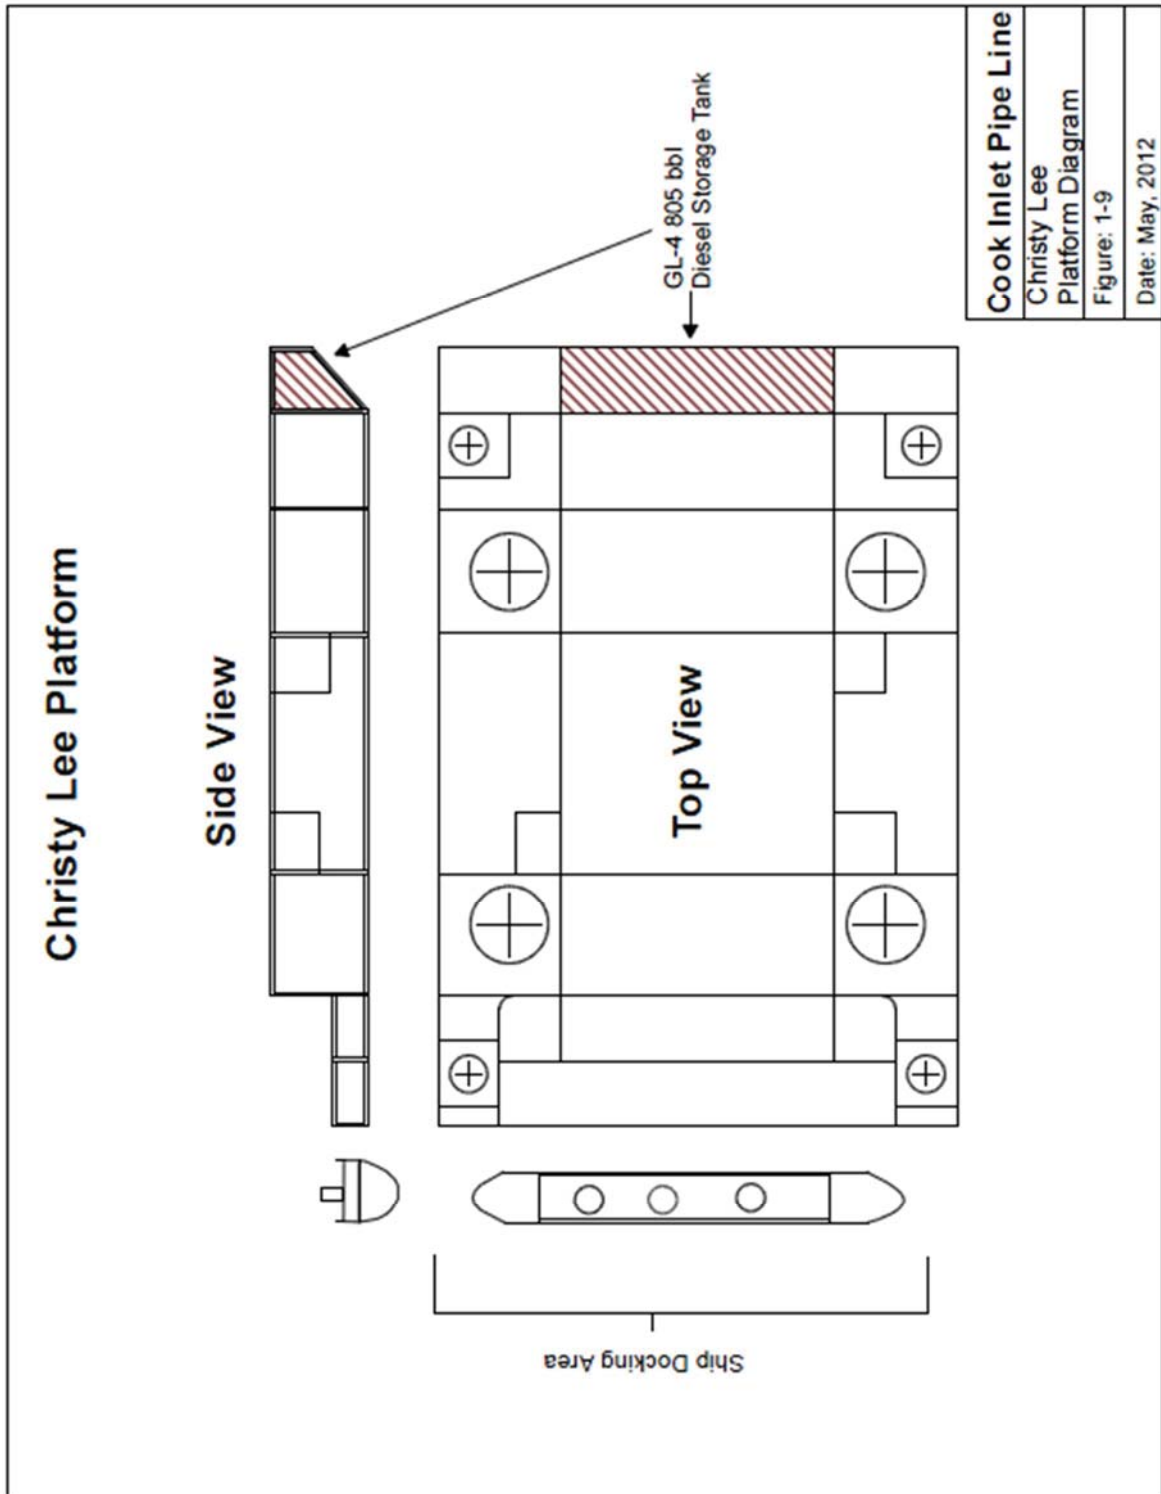 Christy Lee Platform
Side View
GL-4 805 bbl
Diesel Storage Tank
Top View
Ship Docking Area
Cook Inlet Pipe Line
Christy Lee
Platform Diagram
Figure: 1-9
Date: May, 2012